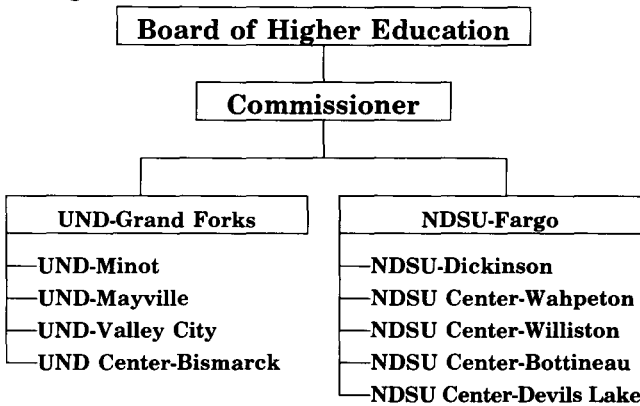 Board of Higher Education
Commissioner
UND-Grand Forks
UND-Minot
UND-Mayville
UND-Valley City
UND Center-Bismarck
NDSU-Fargo
NDSU-Dickinson
NDSU Center-Wahpeton
NDSU Center-Williston
NDSU Center-Bottineau
NDSU Center-Devils Lake